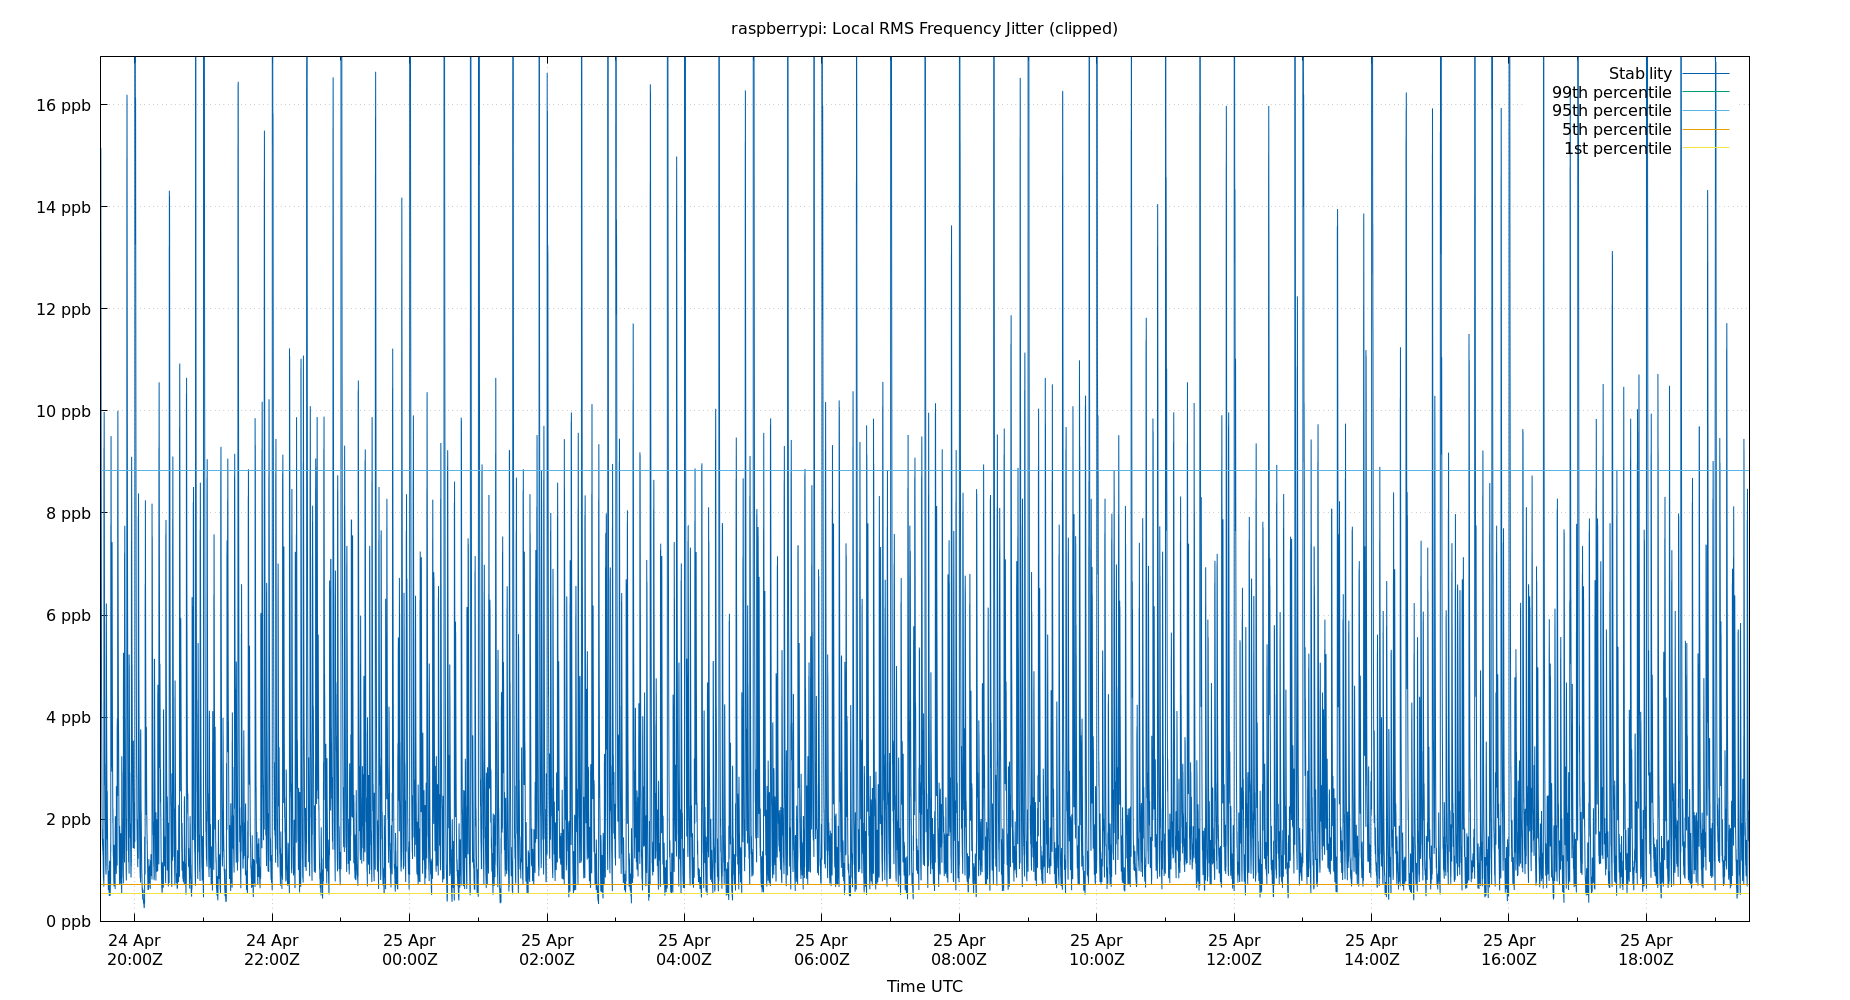 raspberrypi: Local RMS Frequency Jitter (clipped)
Stability
99th percentile
95th percentile
5th percentile
1st percentile
16 ppb
14 ppb
12 ppb
10 ppb
8 ppb
6 ppb
4 ppb
2 ppb
0 ppb
24 Apr 24 Apr 25 Apr 25 Apr 25 Apr 25 Apr 25 Apr 25 Apr 25 Apr 25 Apr 25 Apr 25 Apr
20:00Z 22:00Z 00:00Z 02:00Z 04:00Z 06:00Z 08:00Z 10:00Z 12:00Z 14:00Z 16:00Z 18:00Z
Time UTC